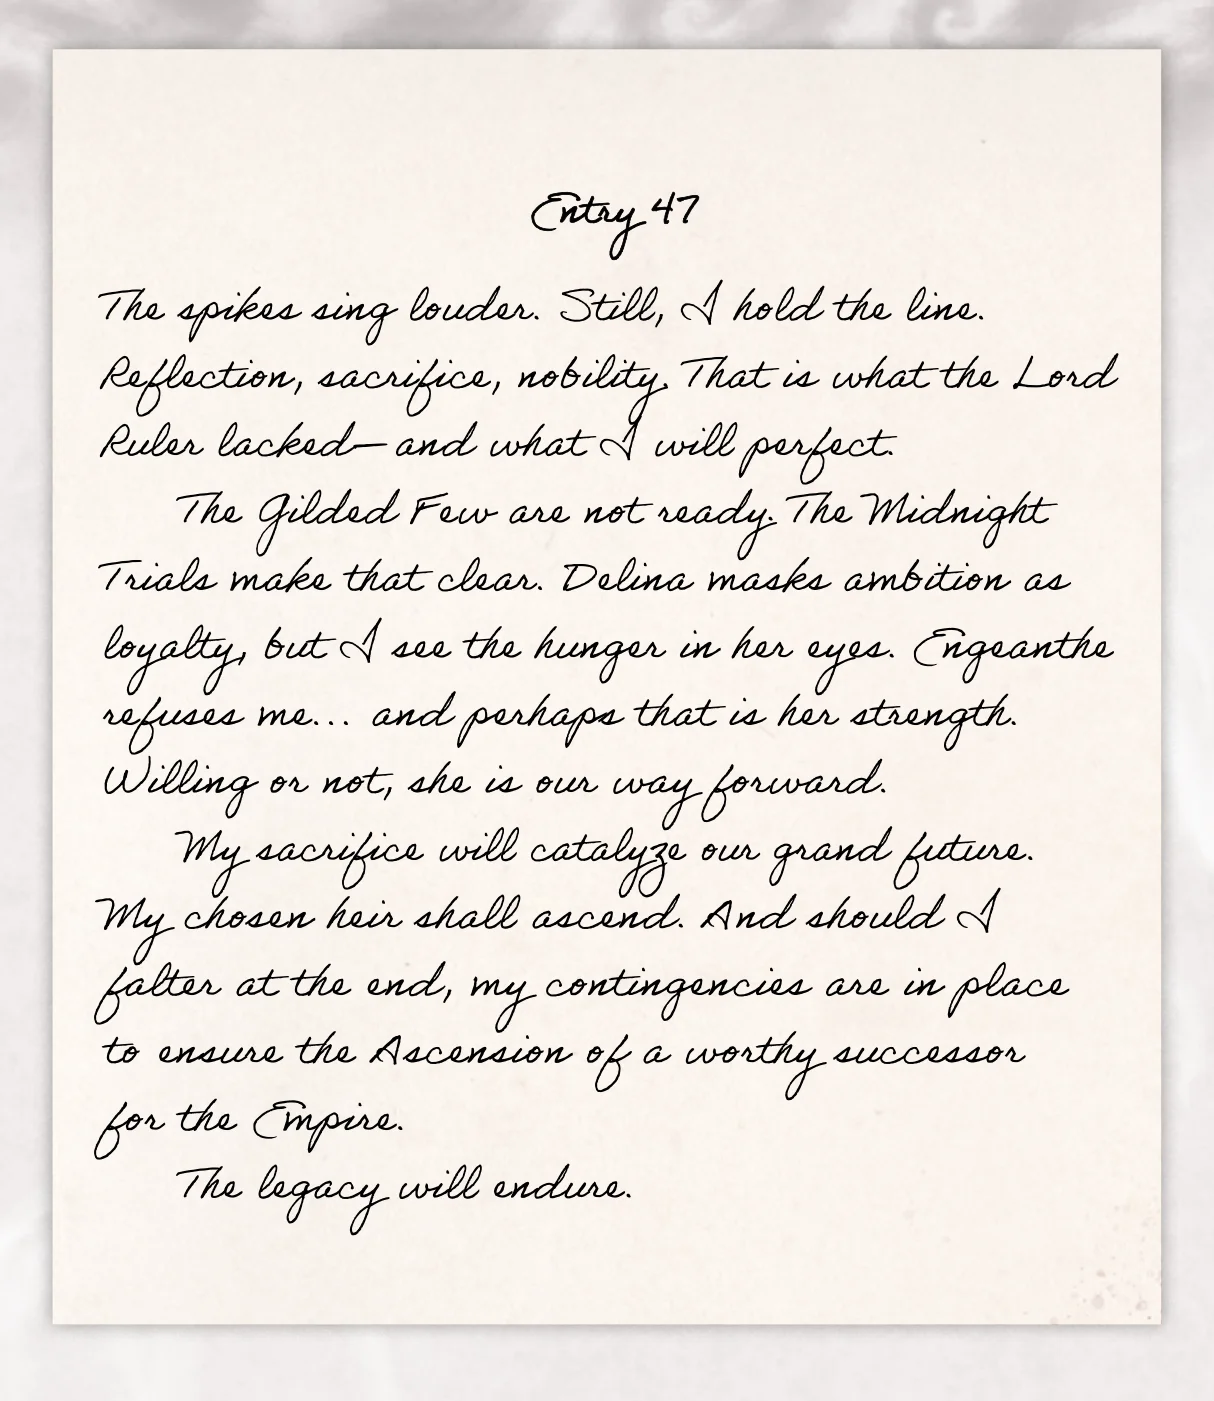 Entry 47
The spikes sing louder. Still, I hold the line.
Reflection, sacrifice, nobility. That is what the Lord
Ruler lacked—and what I will perfect.
The Gilded Few are not ready. The Midnight
Trials make that clear. Delina masks ambition as
loyalty, but I see the hunger in her eyes. Engeanthe
refuses me... and perhaps that is her strength.
Willing or not, she is our way forward.
My sacrifice will catalyze our grand future.
My chosen heir shall ascend. And should I
falter at the end, my contingencies are in place
to ensure the Ascension of a worthy successor
for the Empire.
The legacy will endure.